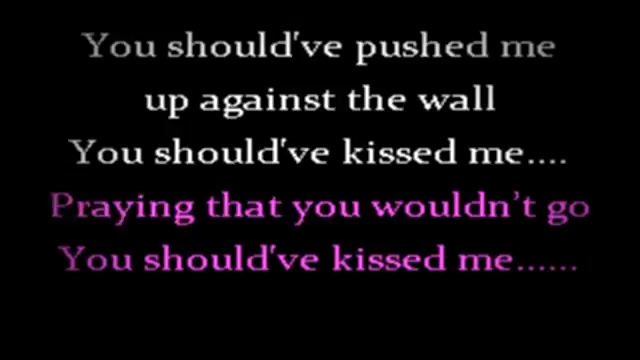 You should've pushed me
up against the wall
You should've kissed me....
Praying that you wouldn’t go
You should've kissed me......